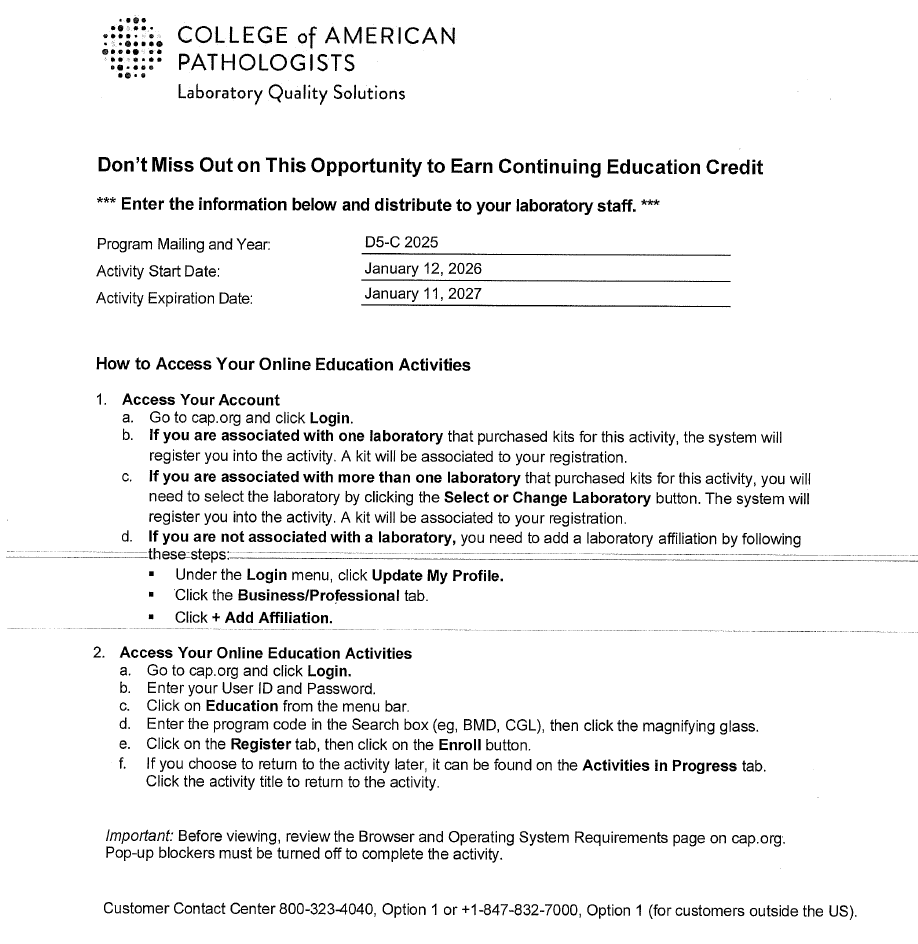 COLLEGE of AMERICAN
PATHOLOGISTS
Laboratory Quality Solutions
Don't Miss Out on This Opportunity to Earn Continuing Education Credit
*** Enter the information below and distribute to your laboratory staff. ***
Program Mailing and Year: D5-C 2025
Activity Start Date: January 12, 2026
Activity Expiration Date: January 11, 2027
How to Access Your Online Education Activities
1. Access Your Account
a. Go to cap.org and click Login.
b. If you are associated with one laboratory that purchased kits for this activity, the system will
register you into the activity. A kit will be associated to your registration.
c. If you are associated with more than one laboratory that purchased kits for this activity, you will
need to select the laboratory by clicking the Select or Change Laboratory button. The system will
register you into the activity. A kit will be associated to your registration.
d. If you are not associated with a laboratory, you need to add a laboratory affiliation by following
these steps:
▪ Under the Login menu, click Update My Profile.
▪ Click the Business/Professional tab.
▪ Click + Add Affiliation.
2. Access Your Online Education Activities
a. Go to cap.org and click Login.
b. Enter your User ID and Password.
c. Click on Education from the menu bar.
d. Enter the program code in the Search box (eg, BMD, CGL), then click the magnifying glass.
e. Click on the Register tab, then click on the Enroll button.
f. If you choose to return to the activity later, it can be found on the Activities in Progress tab.
Click the activity title to return to the activity.
Important: Before viewing, review the Browser and Operating System Requirements page on cap.org.
Pop-up blockers must be turned off to complete the activity.
Customer Contact Center 800-323-4040, Option 1 or +1-847-832-7000, Option 1 (for customers outside the US).